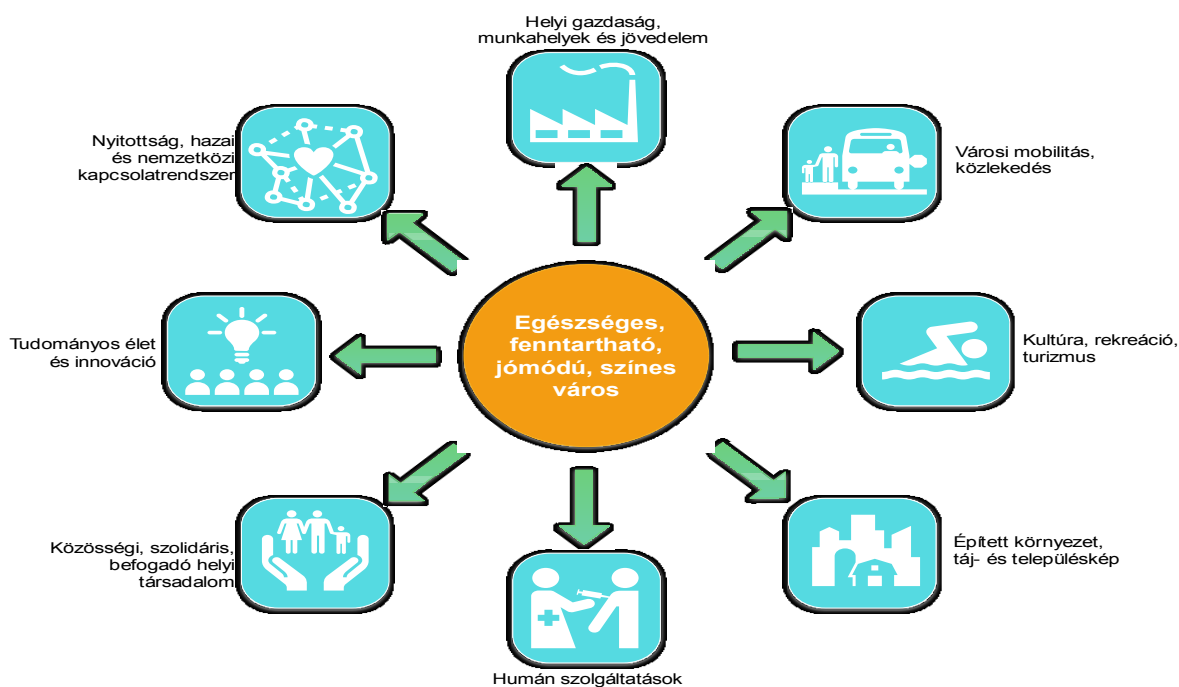 Helyi gazdaság,
munkahelyek és jövedelem
Nyitottság, hazai
és nemzetközi
kapcsolatrendszer
Városi mobilitás,
közlekedés
Tudományos élet
és innováció
Egészséges,
fenntartható,
jómódú, színes
város
Kultúra, rekreáció,
turizmus
Közösségi, szolidáris,
befogadó helyi
társadalom
Épített környezet,
táj- és településkép
Humán szolgáltatások